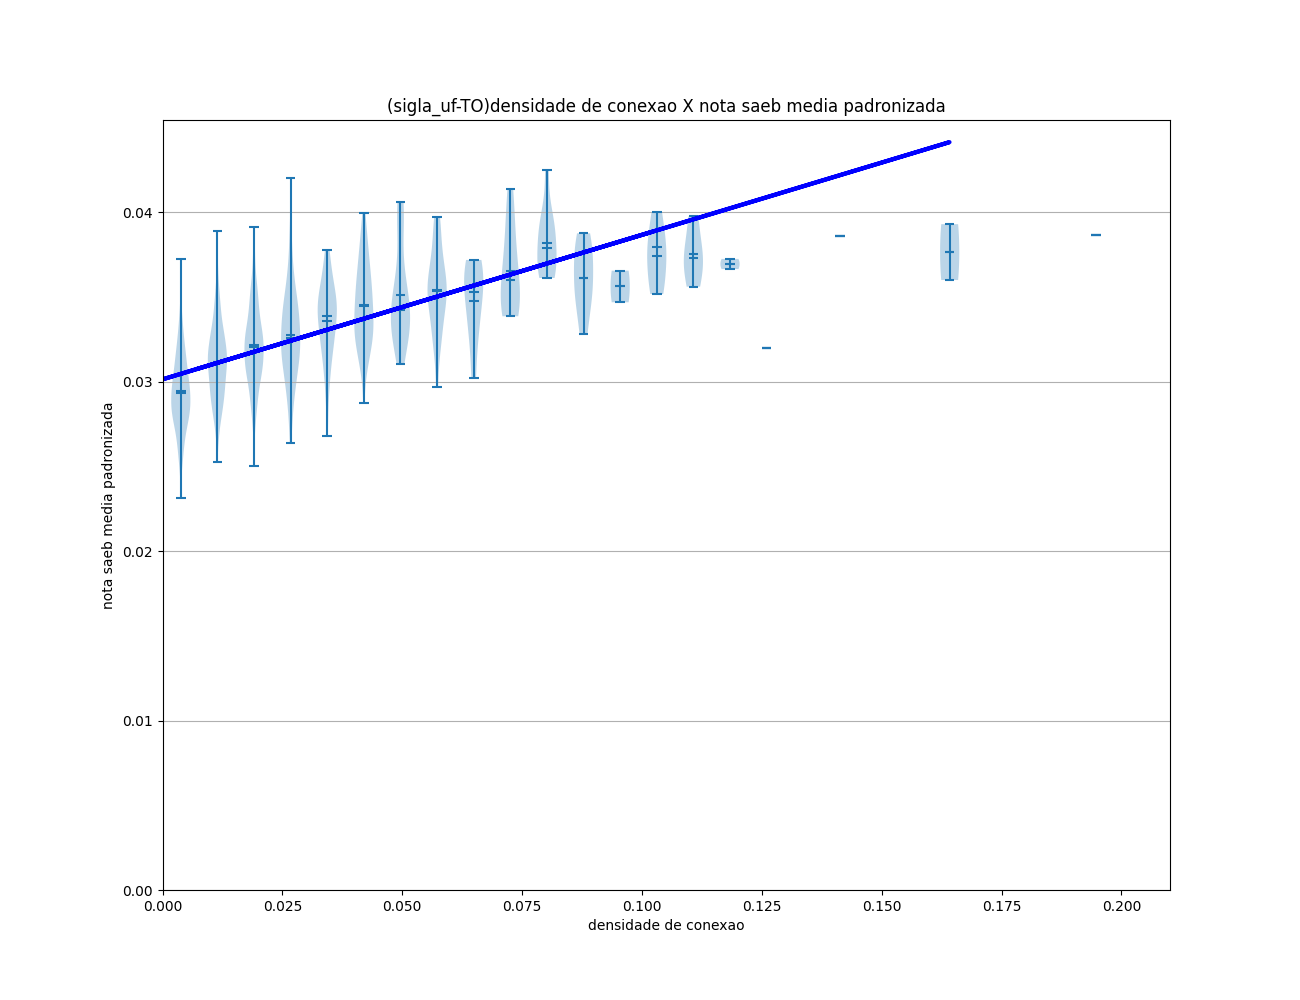 (sigla_uf-TO)densidade de conexao X nota saeb media padronizada
nota saeb media padronizada
0.04
0.03
0.02
0.01
0.00
0.000 0.025 0.050 0.075 0.100 0.125 0.150 0.175 0.200
densidade de conexao